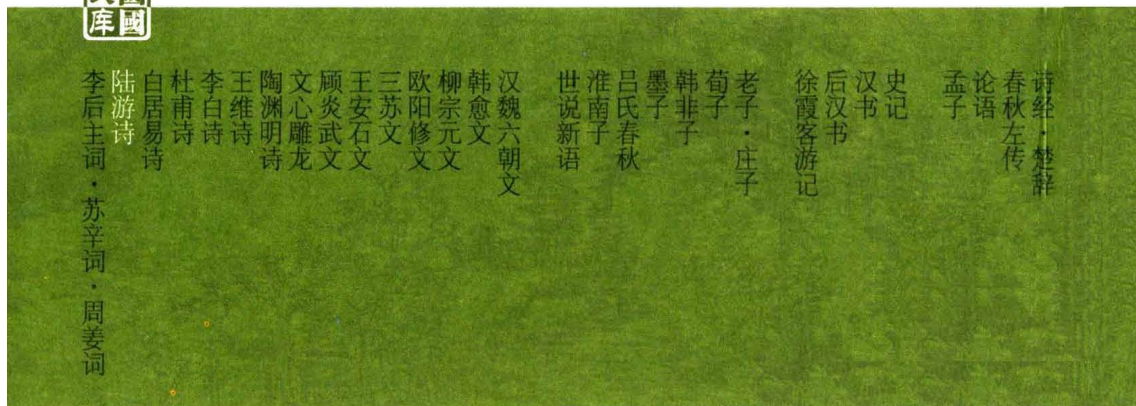 诗经·楚辞
春秋左传
论语
孟子
史记
汉书
后汉书
徐霞客游记
老子·庄子
荀子
韩非子
墨子
吕氏春秋
淮南子
世说新语
汉魏六朝文
韩愈文
柳宗元文
欧阳修文
三苏文
王安石文
顾炎武文
文心雕龙
陶渊明诗
王维诗
李白诗
杜甫诗
白居易诗
陆游诗
李后主词·苏辛词·周姜词
库
國